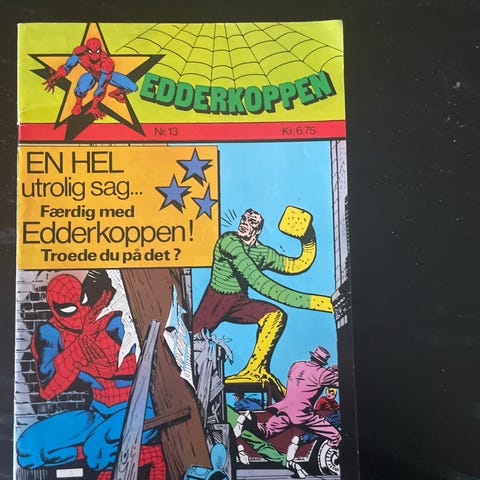 EDDERKOPPEN
Nr. 13 Kr. 6.75
EN HEL
utrolig sag...
Færdig med
Edderkoppen!
Troede du på det?